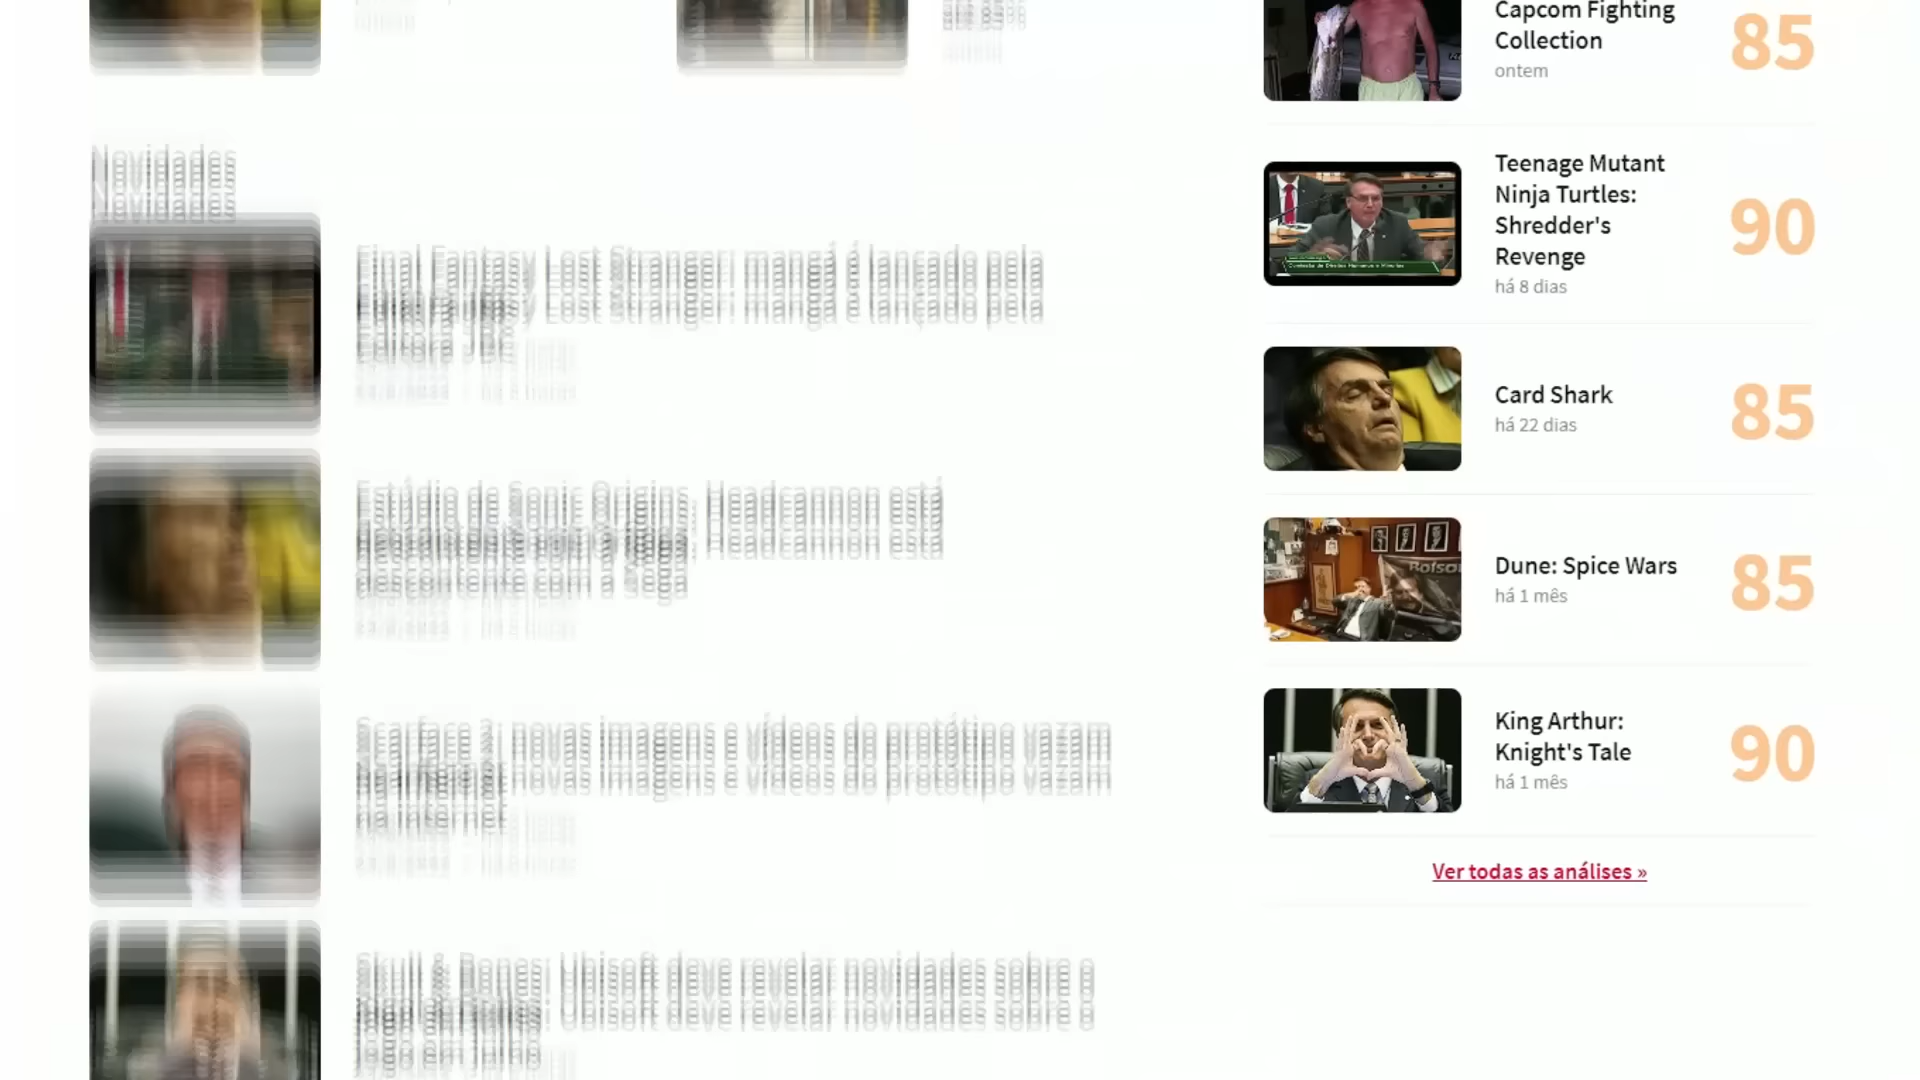 Novidades
Final Fantasy Lost Stranger: mangá é lançado pela
Editora JBC
Estúdio de Sonic Origins, Headcannon está
descontente com a Sega
Scarface 2: novas imagens e vídeos do protótipo vazam
na internet
Skull & Bones: Ubisoft deve revelar novidades sobre o
jogo em julho
Capcom Fighting
Collection
ontem
85
Teenage Mutant
Ninja Turtles:
Shredder's
Revenge
há 8 dias
90
Card Shark
há 22 dias
85
Dune: Spice Wars
há 1 mês
85
King Arthur:
Knight's Tale
há 1 mês
90
Ver todas as análises »